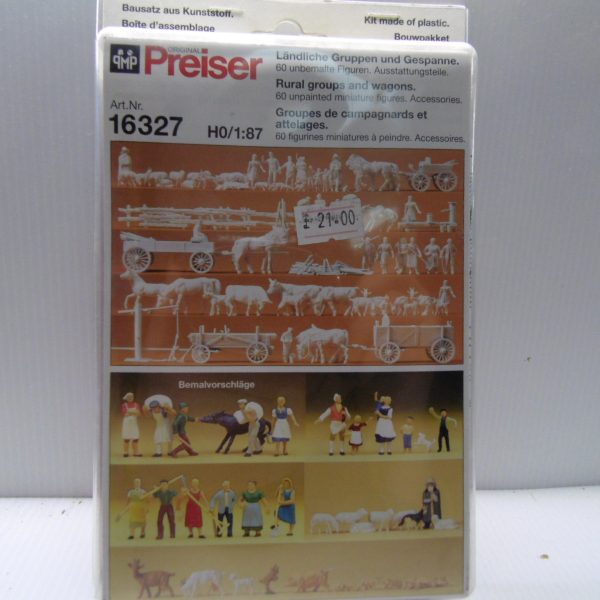 Bausatz aus Kunststoff.
Boîte d'assemblage
Kit made of plastic.
Bouwpakket
PMP
ORIGINAL
Preiser
Art.Nr.
16327 H0/1:87
Ländliche Gruppen und Gespanne.
60 unbemalte Figuren. Ausstattungsteile.
Rural groups and wagons.
60 unpainted miniature figures. Accessories.
Groupes de campagnards et
attelages.
60 figurines miniatures à peindre. Accessoires.
£21.00
Bemalvorschläge